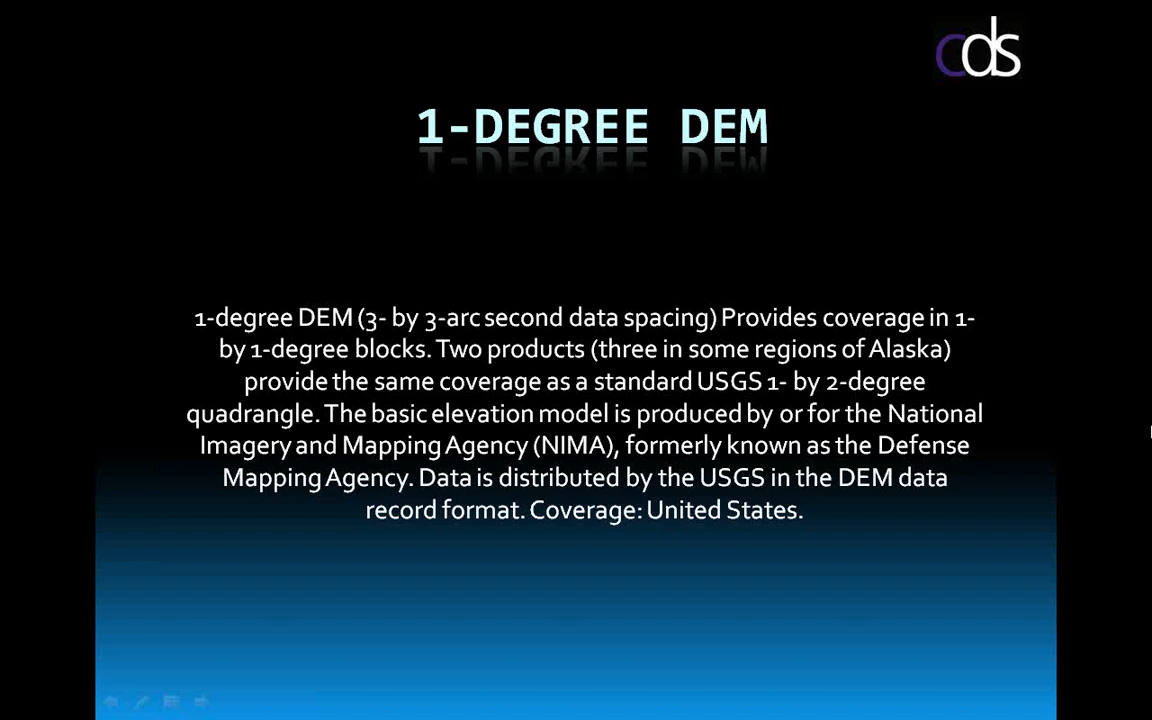 cds
1-DEGREE DEM
1-degree DEM (3- by 3-arc second data spacing) Provides coverage in 1-
by 1-degree blocks. Two products (three in some regions of Alaska)
provide the same coverage as a standard USGS 1- by 2-degree
quadrangle. The basic elevation model is produced by or for the National
Imagery and Mapping Agency (NIMA), formerly known as the Defense
Mapping Agency. Data is distributed by the USGS in the DEM data
record format. Coverage: United States.